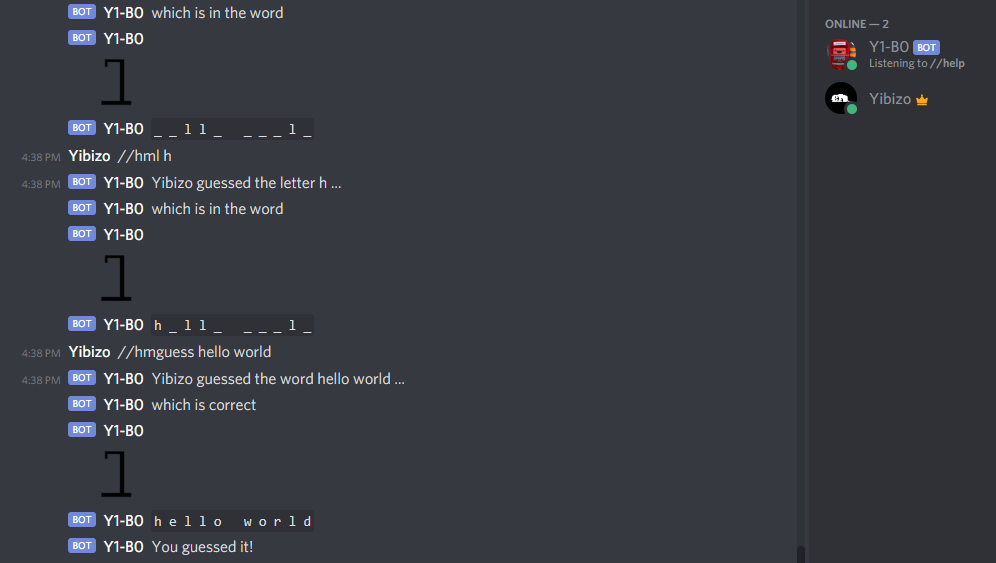 BOT Y1-B0 which is in the word
BOT Y1-B0
1
BOT Y1-B0 _ _ l l _ _ _ _ l _
4:38 PM Yibizo //hml h
4:38 PM BOT Y1-B0 Yibizo guessed the letter h ...
BOT Y1-B0 which is in the word
BOT Y1-B0
1
BOT Y1-B0 h _ l l _ _ _ _ l _
4:38 PM Yibizo //hmguess hello world
4:38 PM BOT Y1-B0 Yibizo guessed the word hello world ...
BOT Y1-B0 which is correct
BOT Y1-B0
1
BOT Y1-B0 h e l l o w o r l d
BOT Y1-B0 You guessed it!
ONLINE — 2
Y1-B0 BOT
Listening to //help
Yibizo